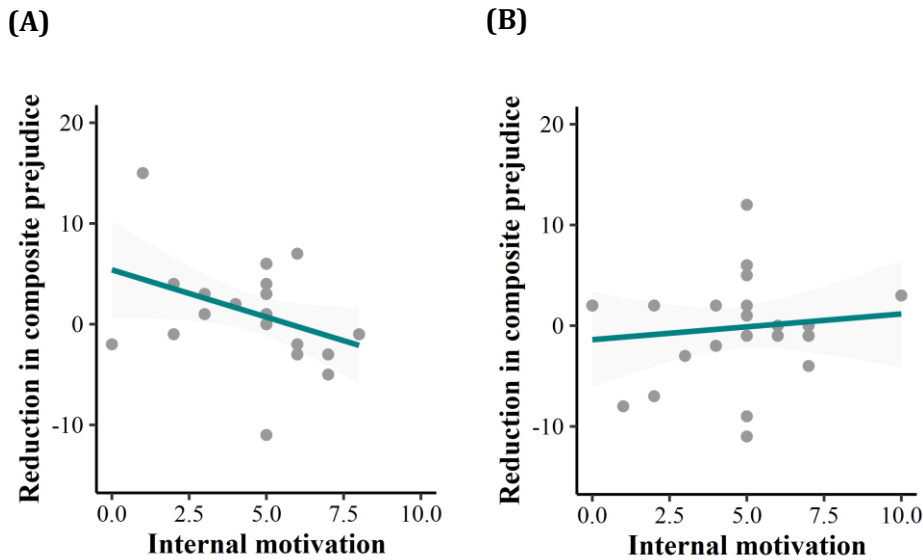 (A)
Reduction in composite prejudice
20
10
0
-10
0.0 2.5 5.0 7.5 10.0
Internal motivation
(B)
Reduction in composite prejudice
20
10
0
-10
0.0 2.5 5.0 7.5 10.0
Internal motivation